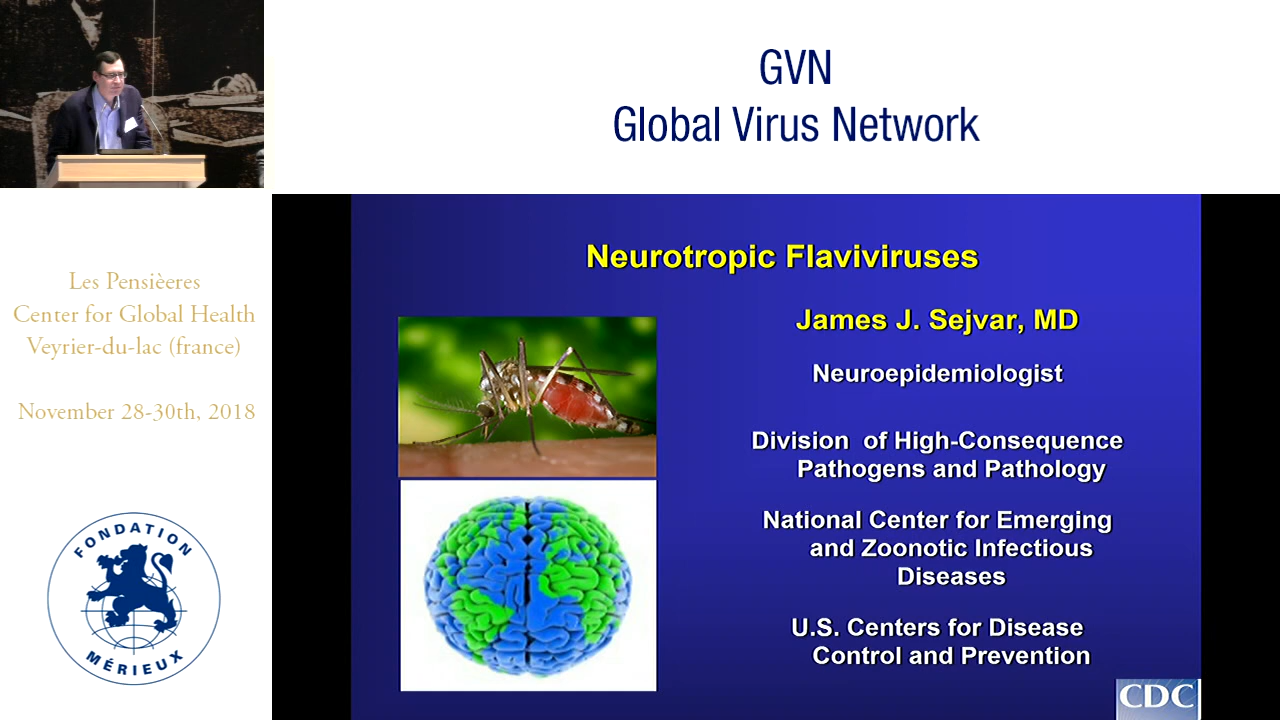 GVN
Global Virus Network
Les Pensièeres
Center for Global Health
Veyrier-du-lac (france)
November 28-30th, 2018
FONDATION
MÉRIEUX
Neurotropic Flaviviruses
James J. Sejvar, MD
Neuroepidemiologist
Division of High-Consequence
Pathogens and Pathology
National Center for Emerging
and Zoonotic Infectious
Diseases
U.S. Centers for Disease
Control and Prevention
CDC